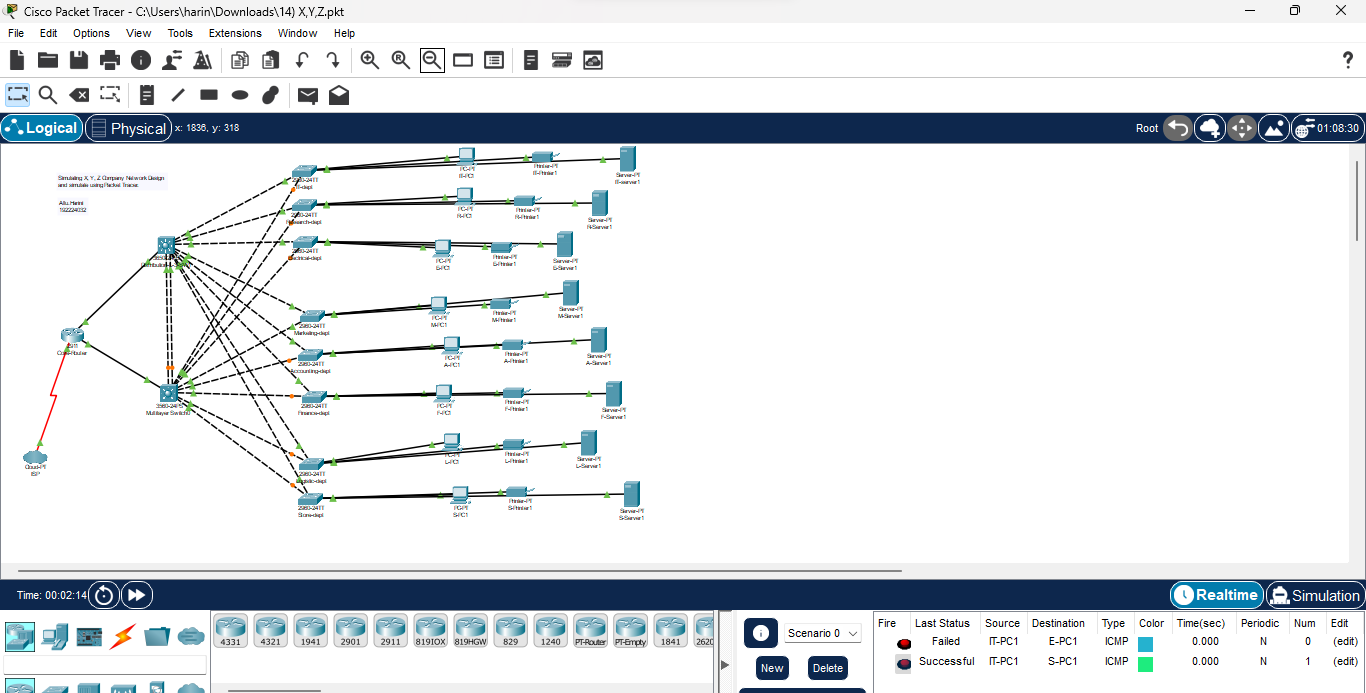 Cisco Packet Tracer - C:\Users\harin\Downloads\14) X,Y,Z.pkt
File Edit Options View Tools Extensions Window Help
Logical Physical x: 1836, y: 318 Root 01:08:30
Simulating X, Y, Z Company Network Design
and simulate using Packet Tracer.
Allu.Harini
192224032
2960-24TT
IT-dept
PC-PT
IT-PC1
Printer-PT
IT-Printer1
Server-PT
IT-server1
2960-24TT
Research-dept
PC-PT
R-PC1
Printer-PT
R-Printer1
Server-PT
R-Server1
2960-24TT
PC-PT
E-PC1
Printer-PT
E-Printer1
Server-PT
E-Server1
2960-24TT
Marketing-dept
PC-PT
M-PC1
Printer-PT
M-Printer1
Server-PT
M-Server1
Core-Router
2960-24TT
Accounting-dept
PC-PT
A-PC1
Printer-PT
A-Printer1
Server-PT
A-Server1
3560-24PS
Multilayer Switch0
2960-24TT
Finance-dept
PC-PT
F-PC1
Printer-PT
F-Printer1
Server-PT
F-Server1
Cloud-PT
ISP
2960-24TT
PC-PT
L-PC1
Printer-PT
L-Printer1
Server-PT
L-Server1
2960-24TT
Store-dept
PC-PT
S-PC1
Printer-PT
S-Printer1
Server-PT
S-Server1
Time: 00:02:14 Realtime Simulation
4331 4321 1941 2901 2911 819IOX 819HGW 829 1240 PT-Router PT-Empty 1841 2620
Scenario 0
New Delete
Fire Last Status Source Destination Type Color Time(sec) Periodic Num Edit
Failed IT-PC1 E-PC1 ICMP 0.000 N 0 (edit)
Successful IT-PC1 S-PC1 ICMP 0.000 N 1 (edit)